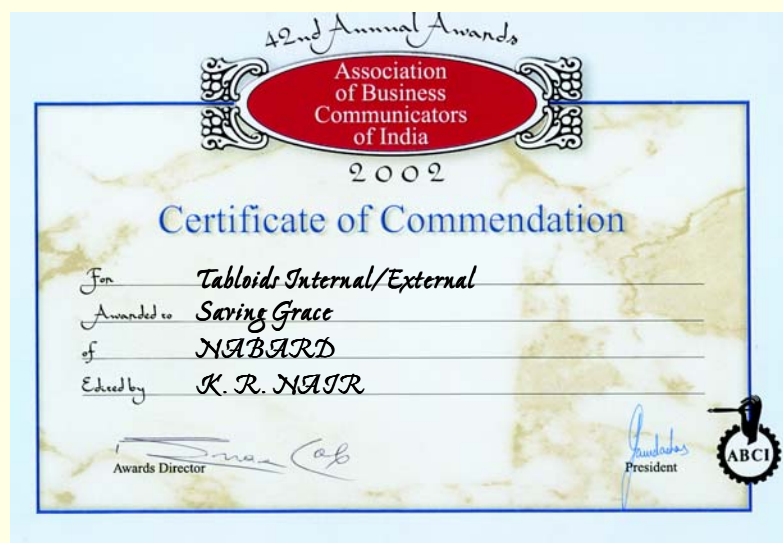 42nd Annual Awards
Association
of Business
Communicators
of India
2002
Certificate of Commendation
For Tabloids Internal/External
Awarded to Saving Grace
of NABARD
Edited by K. R. NAIR
Awards Director
President
ABCI